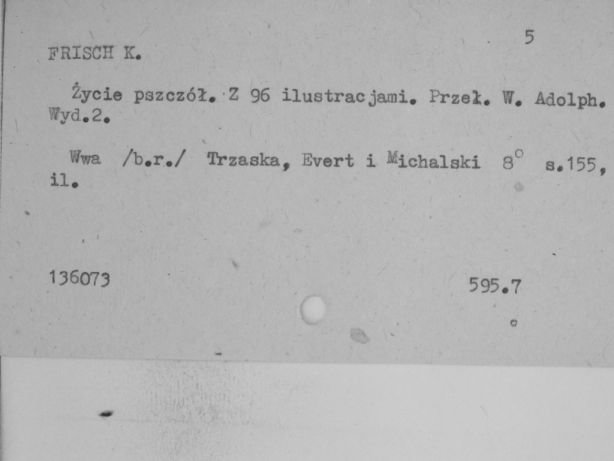 5
FRISCH K.
Życie pszczół. Z 96 ilustracjami. Przeł. W. Adolph.
Wyd.2.
Wwa /b.r./ Trzaska, Evert i Michalski 8° s.155,
il.
136073 595.7